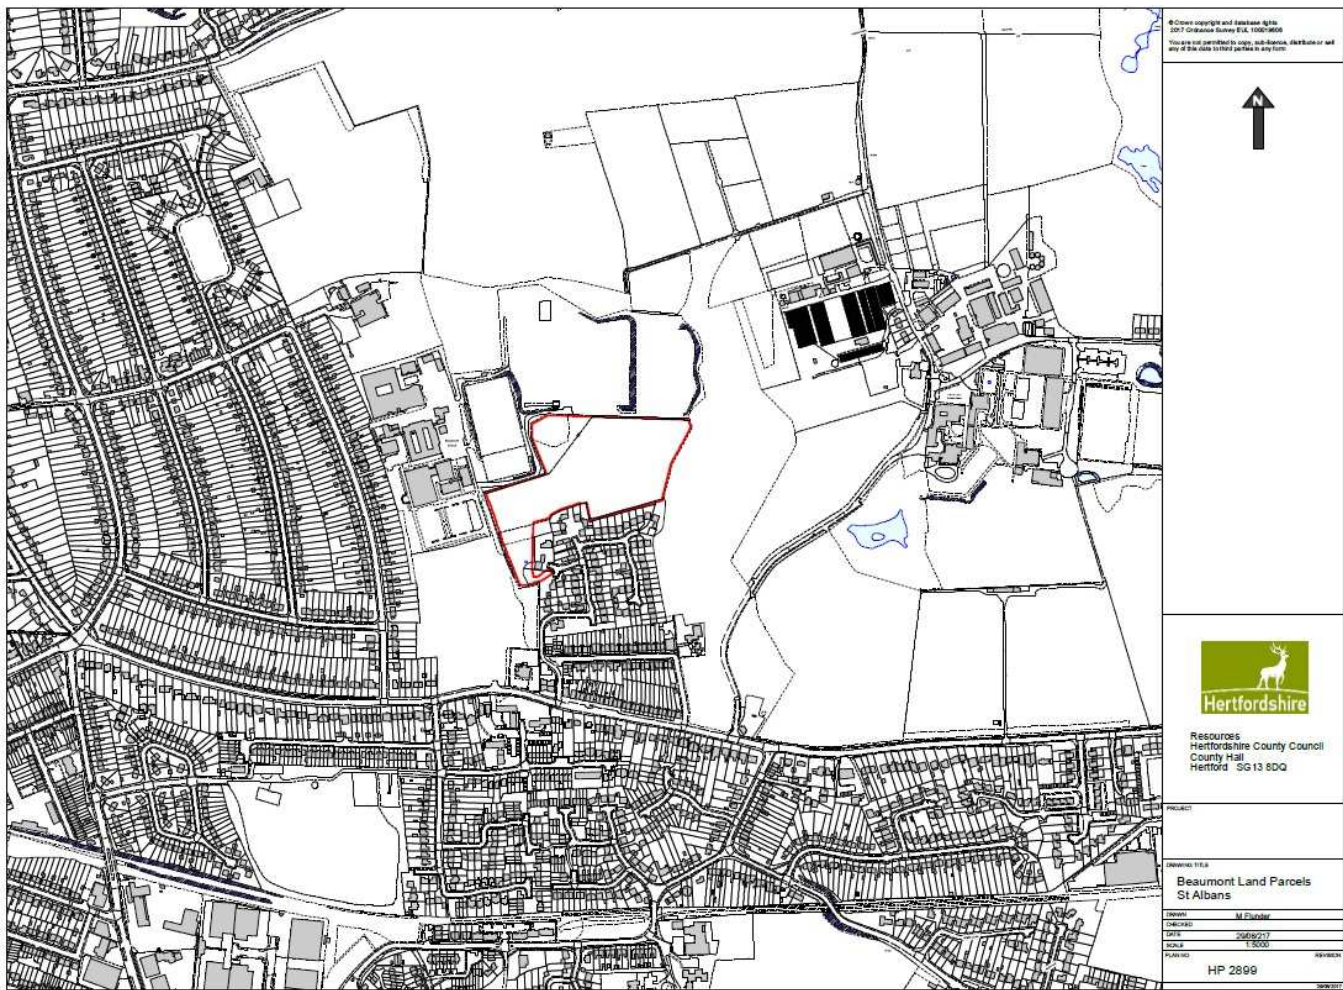 © Crown copyright and database rights
2017 Ordnance Survey EUL 100019606
You are not permitted to copy, sub-licence, distribute or sell
any of this data to third parties in any form
N
Hertfordshire
Resources
Hertfordshire County Council
County Hall
Hertford SG13 8DQ
PROJECT
DRAWING TITLE
Beaumont Land Parcels
St Albans
DRAWN M Flunder
CHECKED
DATE 29/08/217
SCALE 1:5000
PLAN NO REVISION
HP 2899